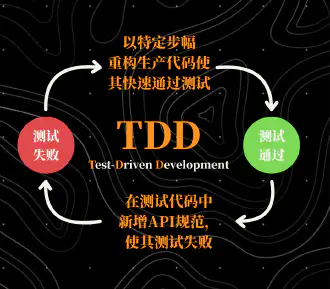 以特定步幅
重构生产代码使
其快速通过测试
测试
失败
TDD
Test-Driven Development
测试
通过
在测试代码中
新增API规范，
使其测试失败